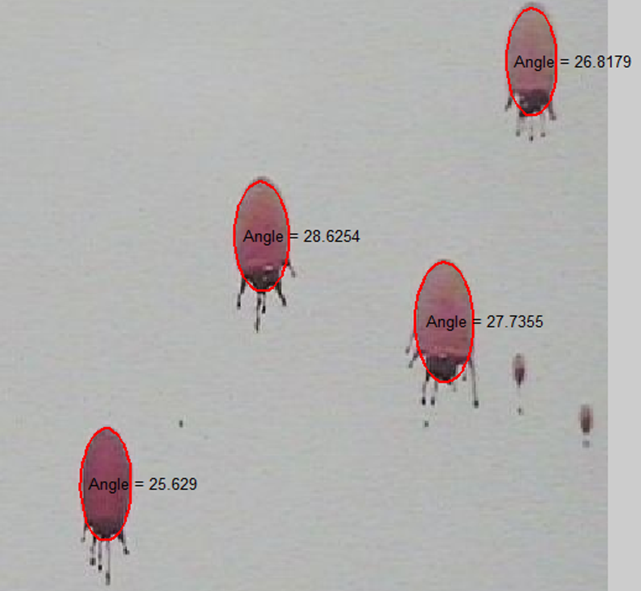 Angle = 26.8179
Angle = 28.6254
Angle = 27.7355
Angle = 25.629